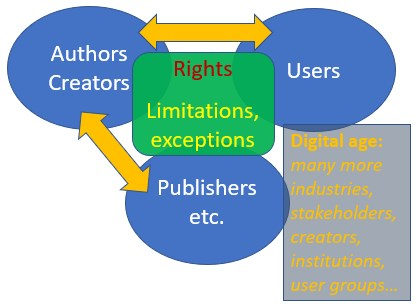 Authors
Creators
Rights
Limitations,
exceptions
Users
Publishers
etc.
Digital age:
many more
industries,
stakeholders,
creators,
institutions,
user groups...